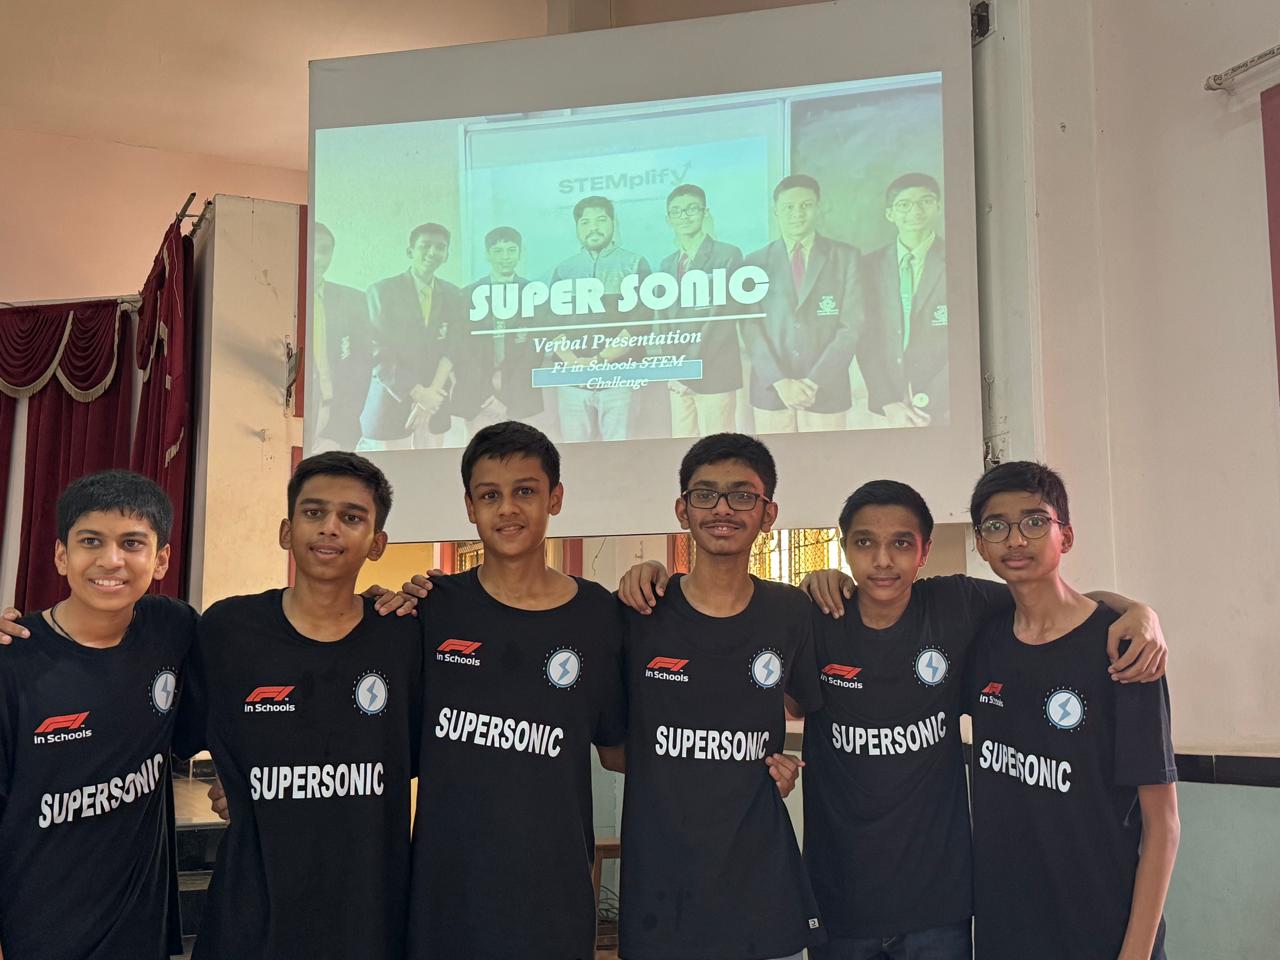 STEMplify
SUPER SONIC
Verbal Presentation
F1 in Schools STEM
Challenge
F1
in Schools
SUPERSONIC
F1
in Schools
SUPERSONIC
F1
in Schools
SUPERSONIC
F1
in Schools
SUPERSONIC
F1
in Schools
SUPERSONIC
F1
in Schools
SUPERSONIC